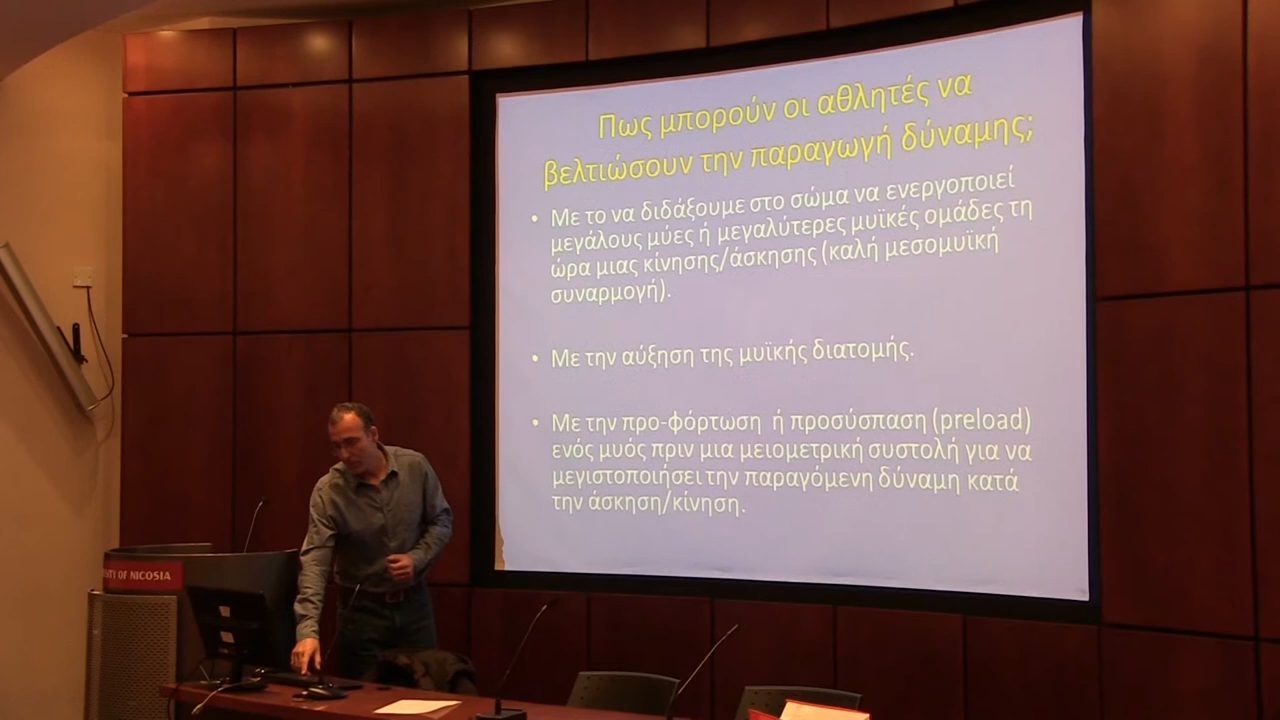 Πως μπορούν οι αθλητές να
βελτιώσουν την παραγωγή δύναμης;
• Με το να διδάξουμε στο σώμα να ενεργοποιεί
μεγάλους μύες ή μεγαλύτερες μυϊκές ομάδες τη
ώρα μιας κίνησης/άσκησης (καλή μεσομυϊκή
συναρμογή).
• Με την αύξηση της μυϊκής διατομής.
• Με την προ-φόρτωση ή προσύσπαση (preload)
ενός μυός πριν μια μειομετρική συστολή για να
μεγιστοποιήσει την παραγόμενη δύναμη κατά
την άσκηση/κίνηση.
SITY OF NICOSIA